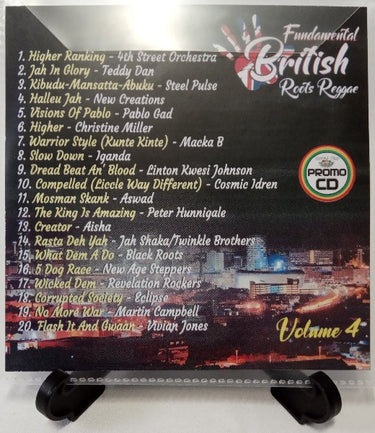 Fundamental
British
Roots Reggae
1. Higher Ranking - 4th Street Orchestra
2. Jah In Glory - Teddy Dan
3. Kibudu-Mansatta-Abuku - Steel Pulse
4. Halleu Jah - New Creations
5. Visions Of Pablo - Pablo Gad
6. Higher - Christine Miller
7. Warrior Style (Kunte Kinte) - Macka B
8. Slow Down - Iganda
9. Dread Beat An' Blood - Linton Kwesi Johnson
10. Compelled (Liccle Way Different) - Cosmic Idren
11. Mosman Skank - Aswad
12. The King Is Amazing - Peter Hunnigale
13. Creator - Aisha
14. Rasta Deh Yah - Jah Shaka/Twinkle Brothers
15. What Dem A Do - Black Roots
16. 5 Dog Race - New Age Steppers
17. Wicked Dem - Revelation Rockers
18. Corrupted Society - Eclipse
19. No More War - Martin Campbell
20. Flash It And Gwaan - Vivian Jones
PROMO
CD
Volume 4